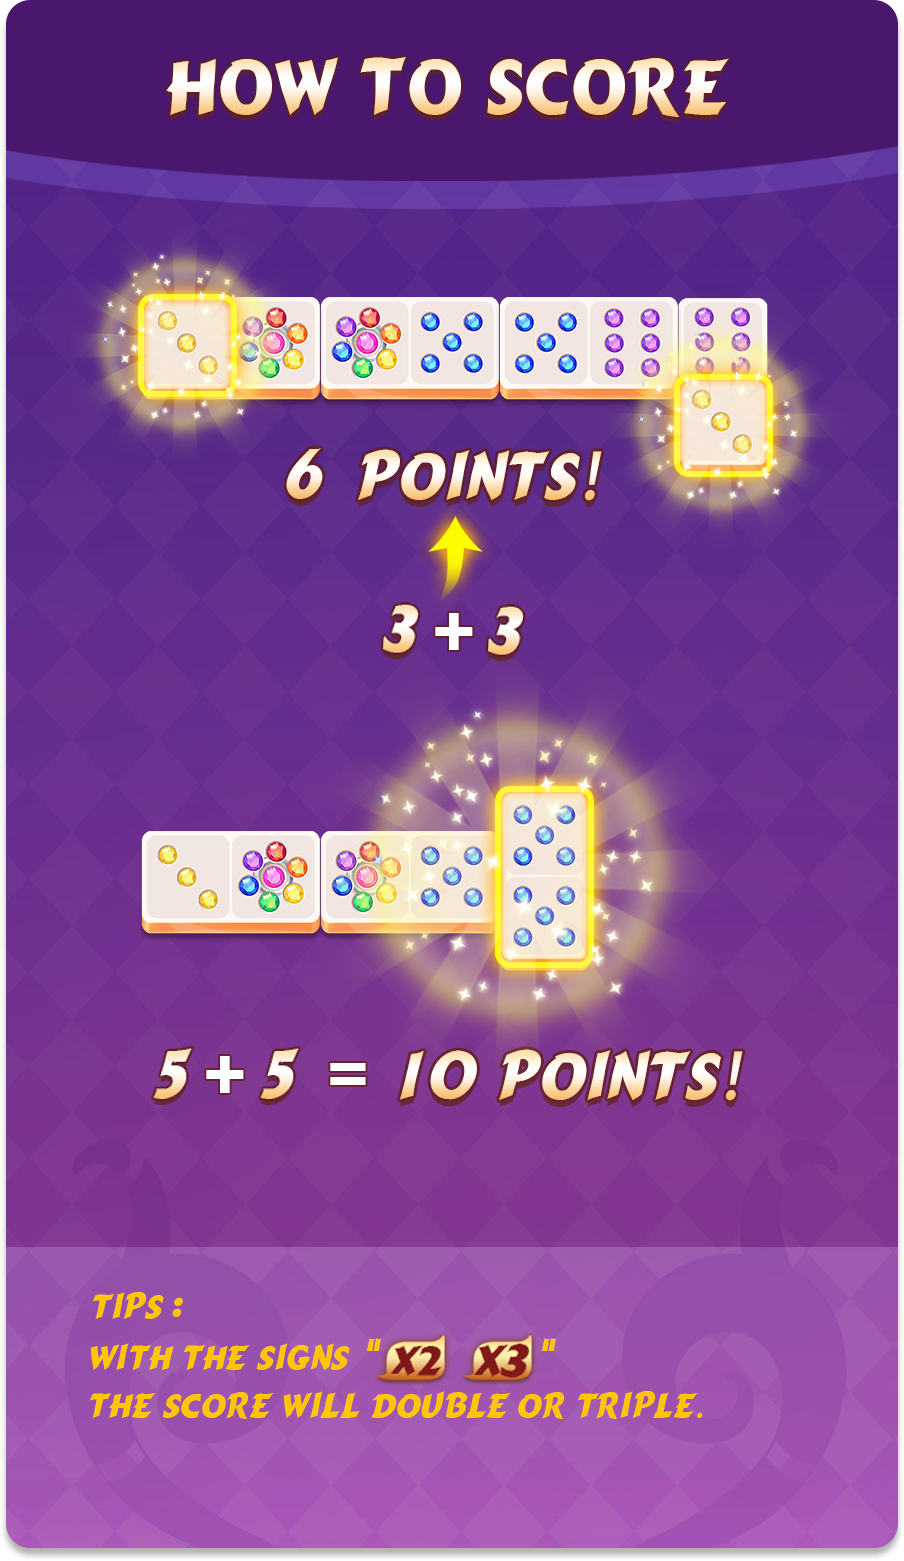 HOW TO SCORE
6 POINTS!
3 + 3
5 + 5 = 10 POINTS!
TIPS :
WITH THE SIGNS "X2 X3"
THE SCORE WILL DOUBLE OR TRIPLE.